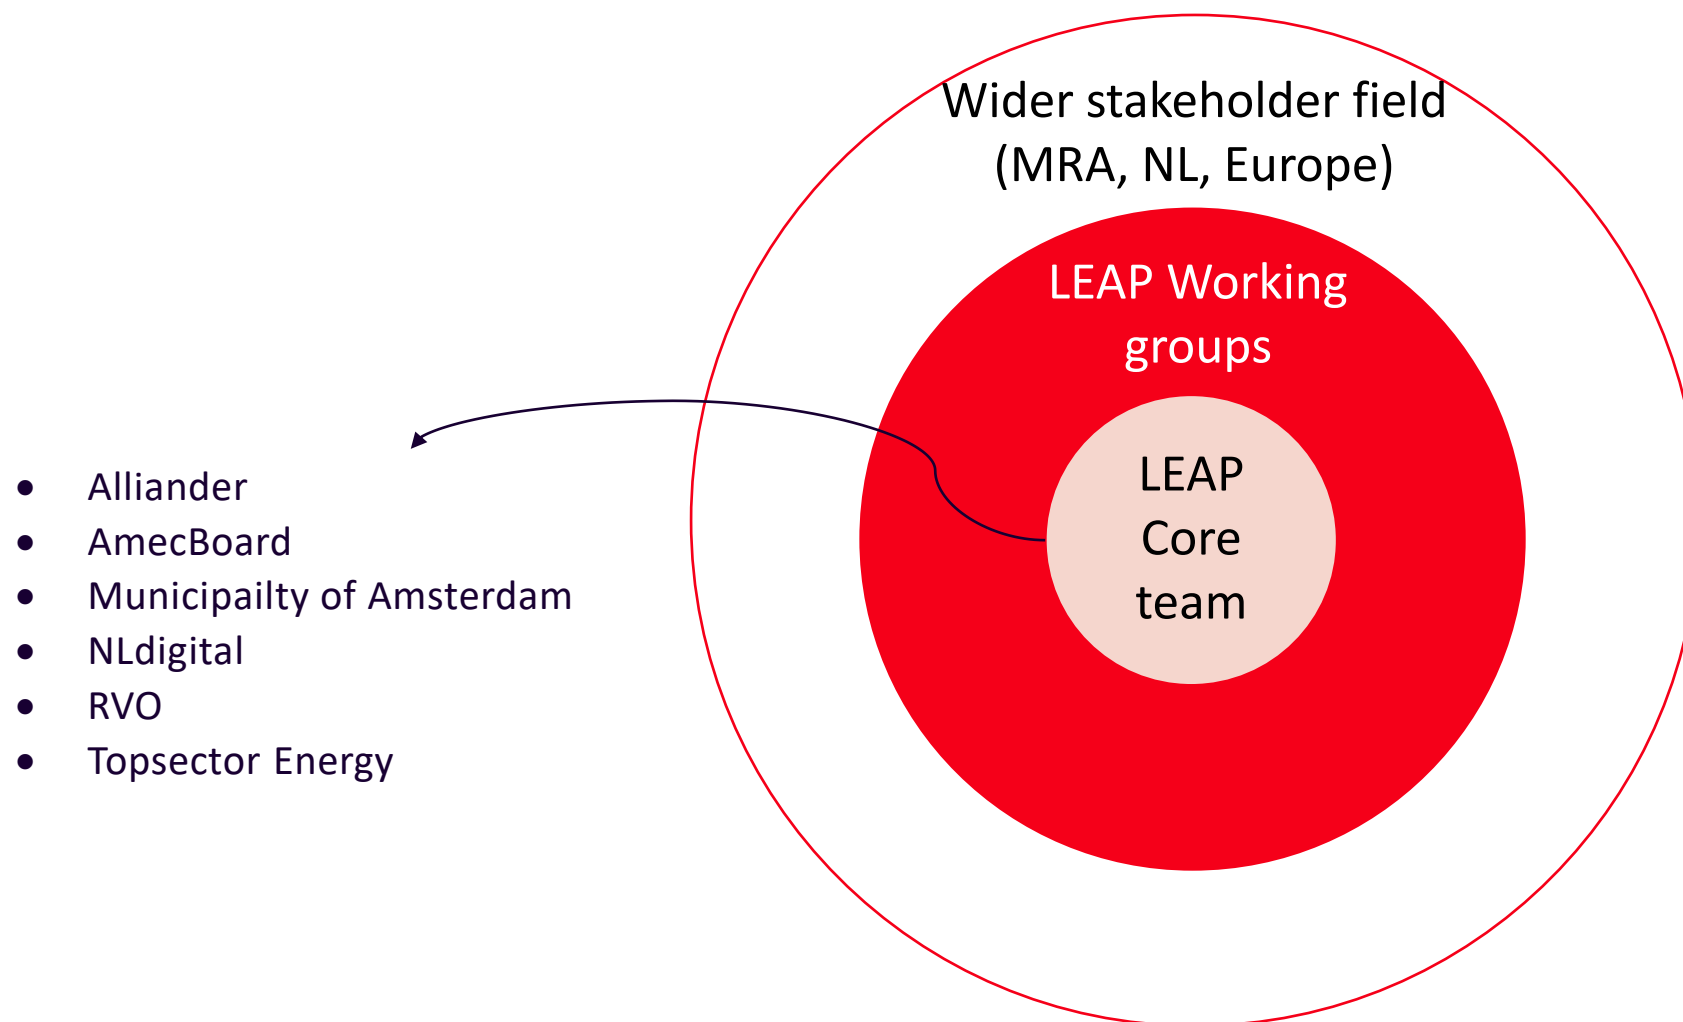 Wider stakeholder field
(MRA, NL, Europe)
LEAP Working
groups
LEAP
Core
team
• Alliander
• AmecBoard
• Municipailty of Amsterdam
• NLdigital
• RVO
• Topsector Energy